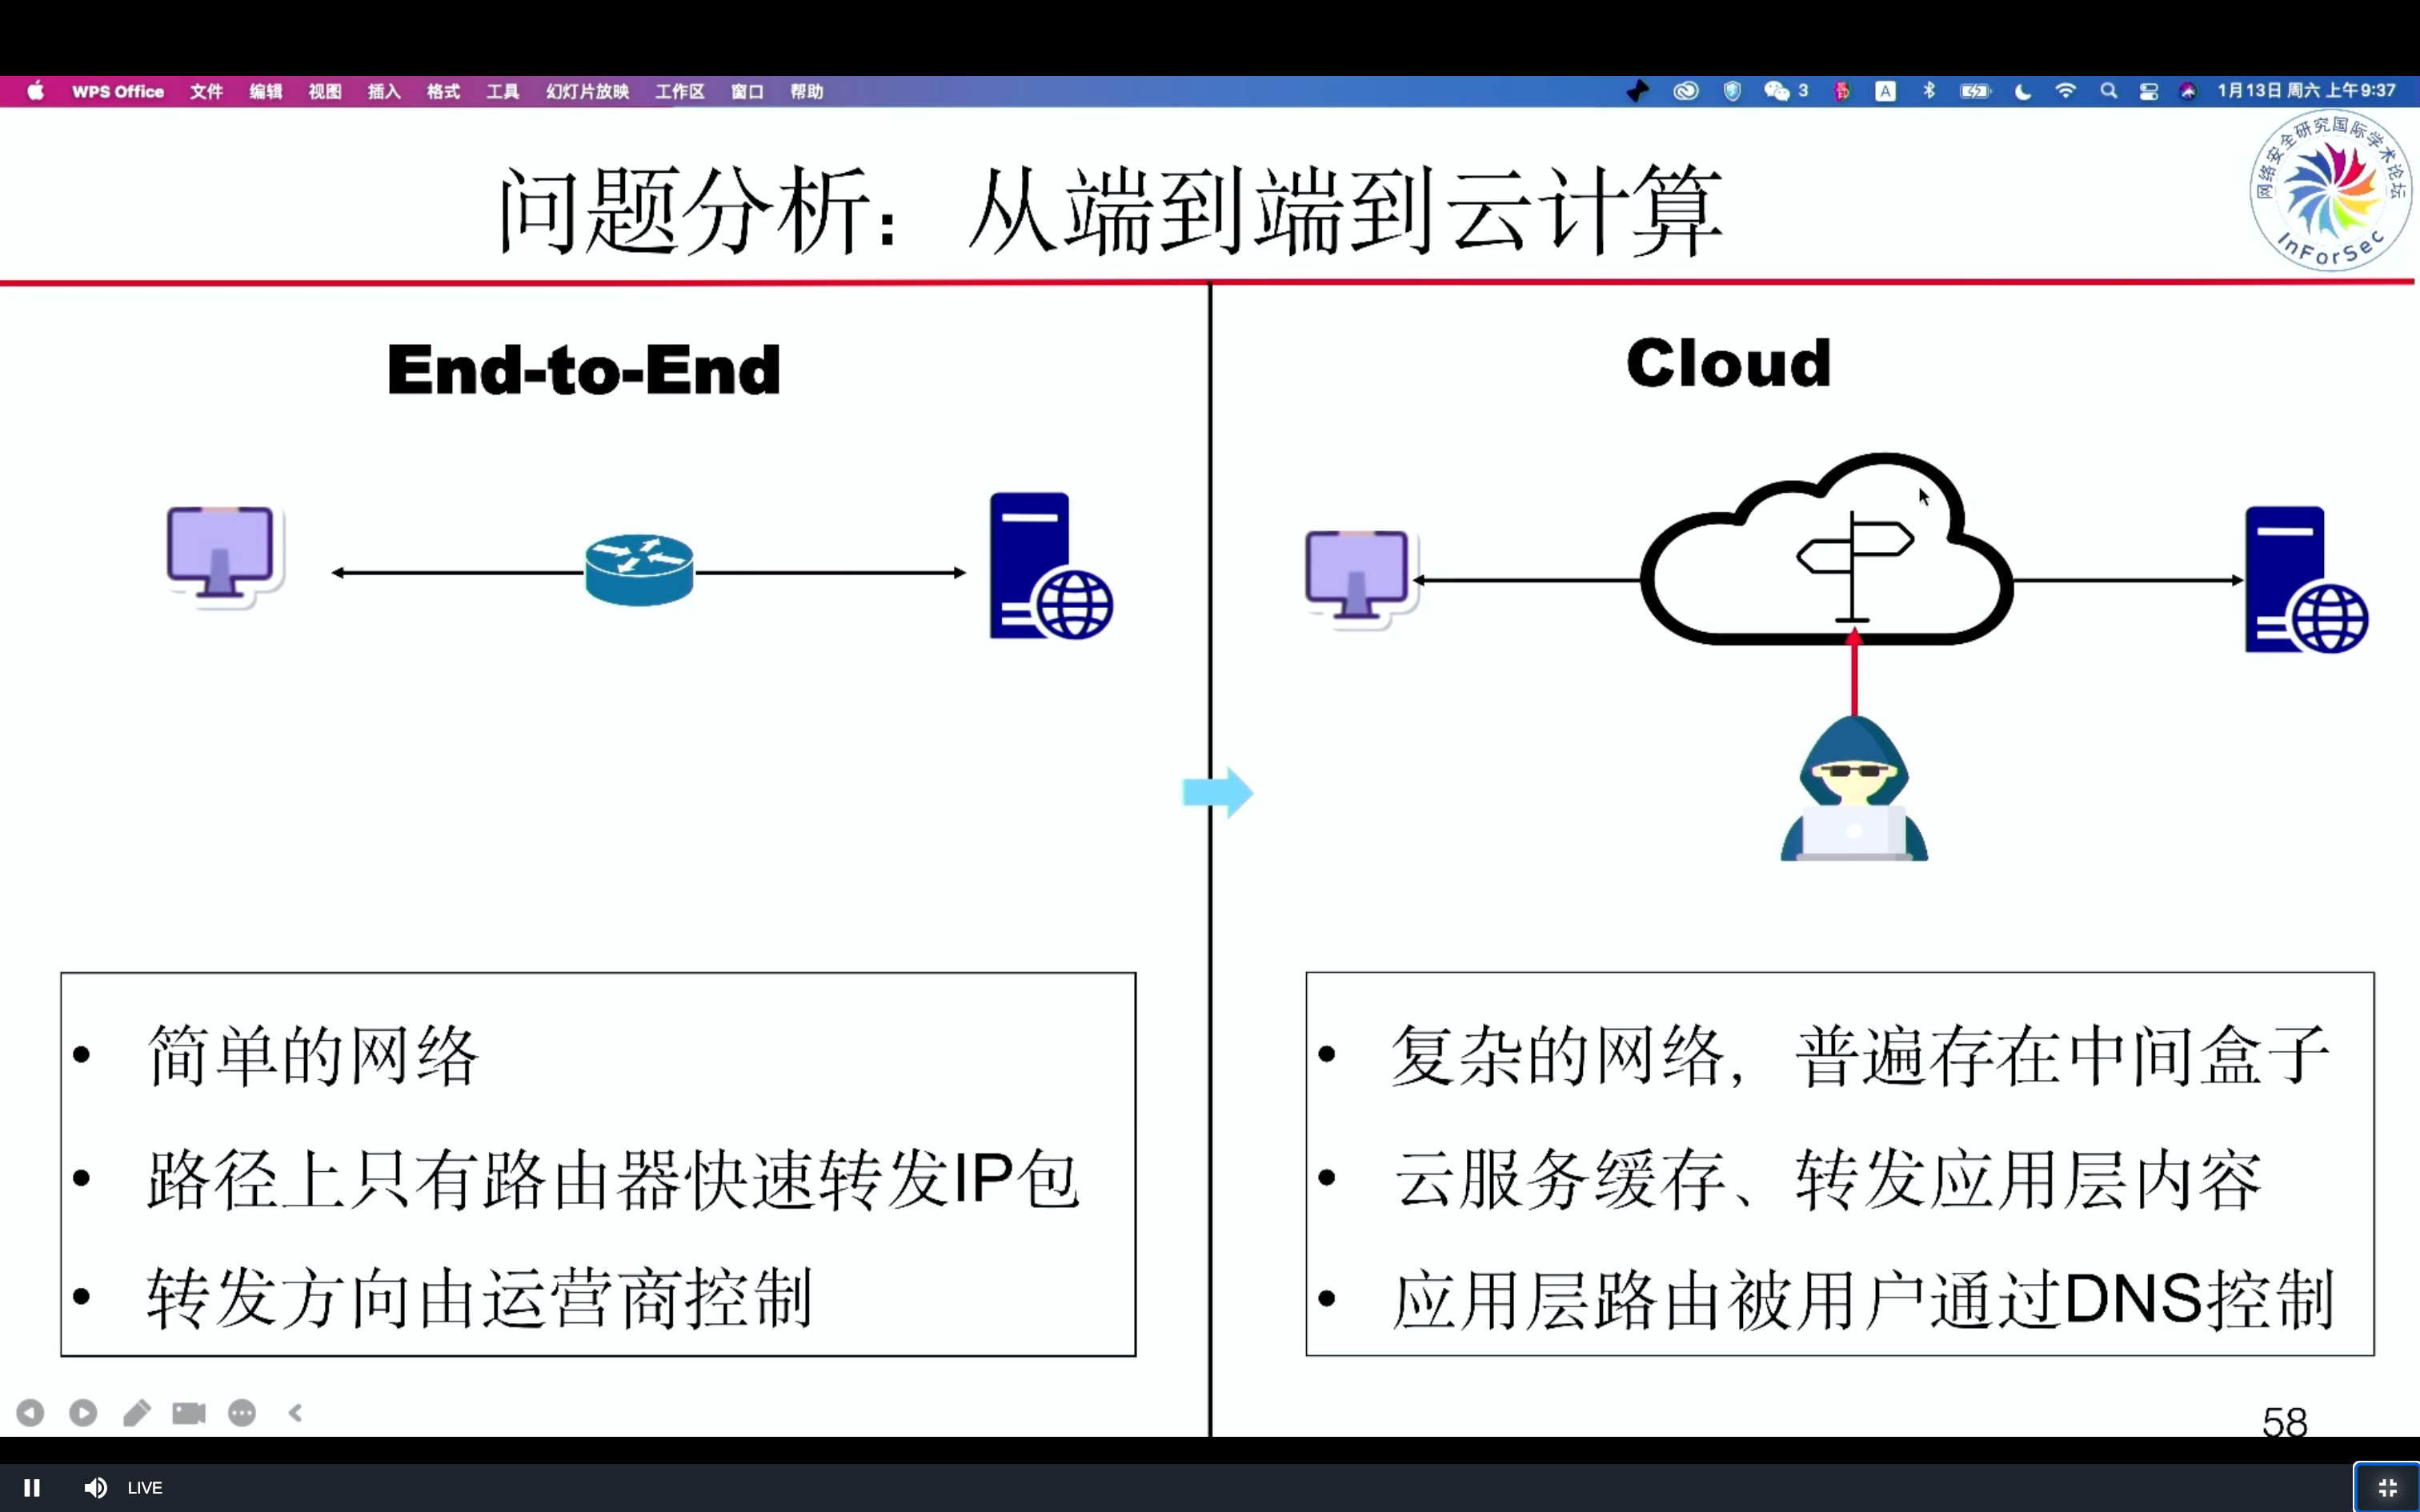 WPS Office 文件 编辑 视图 插入 格式 工具 幻灯片放映 工作区 窗口 帮助 3 A 1月13日 周六 上午9:37
问题分析：从端到端到云计算
网络安全研究国际学术论坛
InForSec
End-to-End
简单的网络
路径上只有路由器快速转发IP包
转发方向由运营商控制
Cloud
复杂的网络，普遍存在中间盒子
云服务缓存、转发应用层内容
应用层路由被用户通过DNS控制
58
LIVE